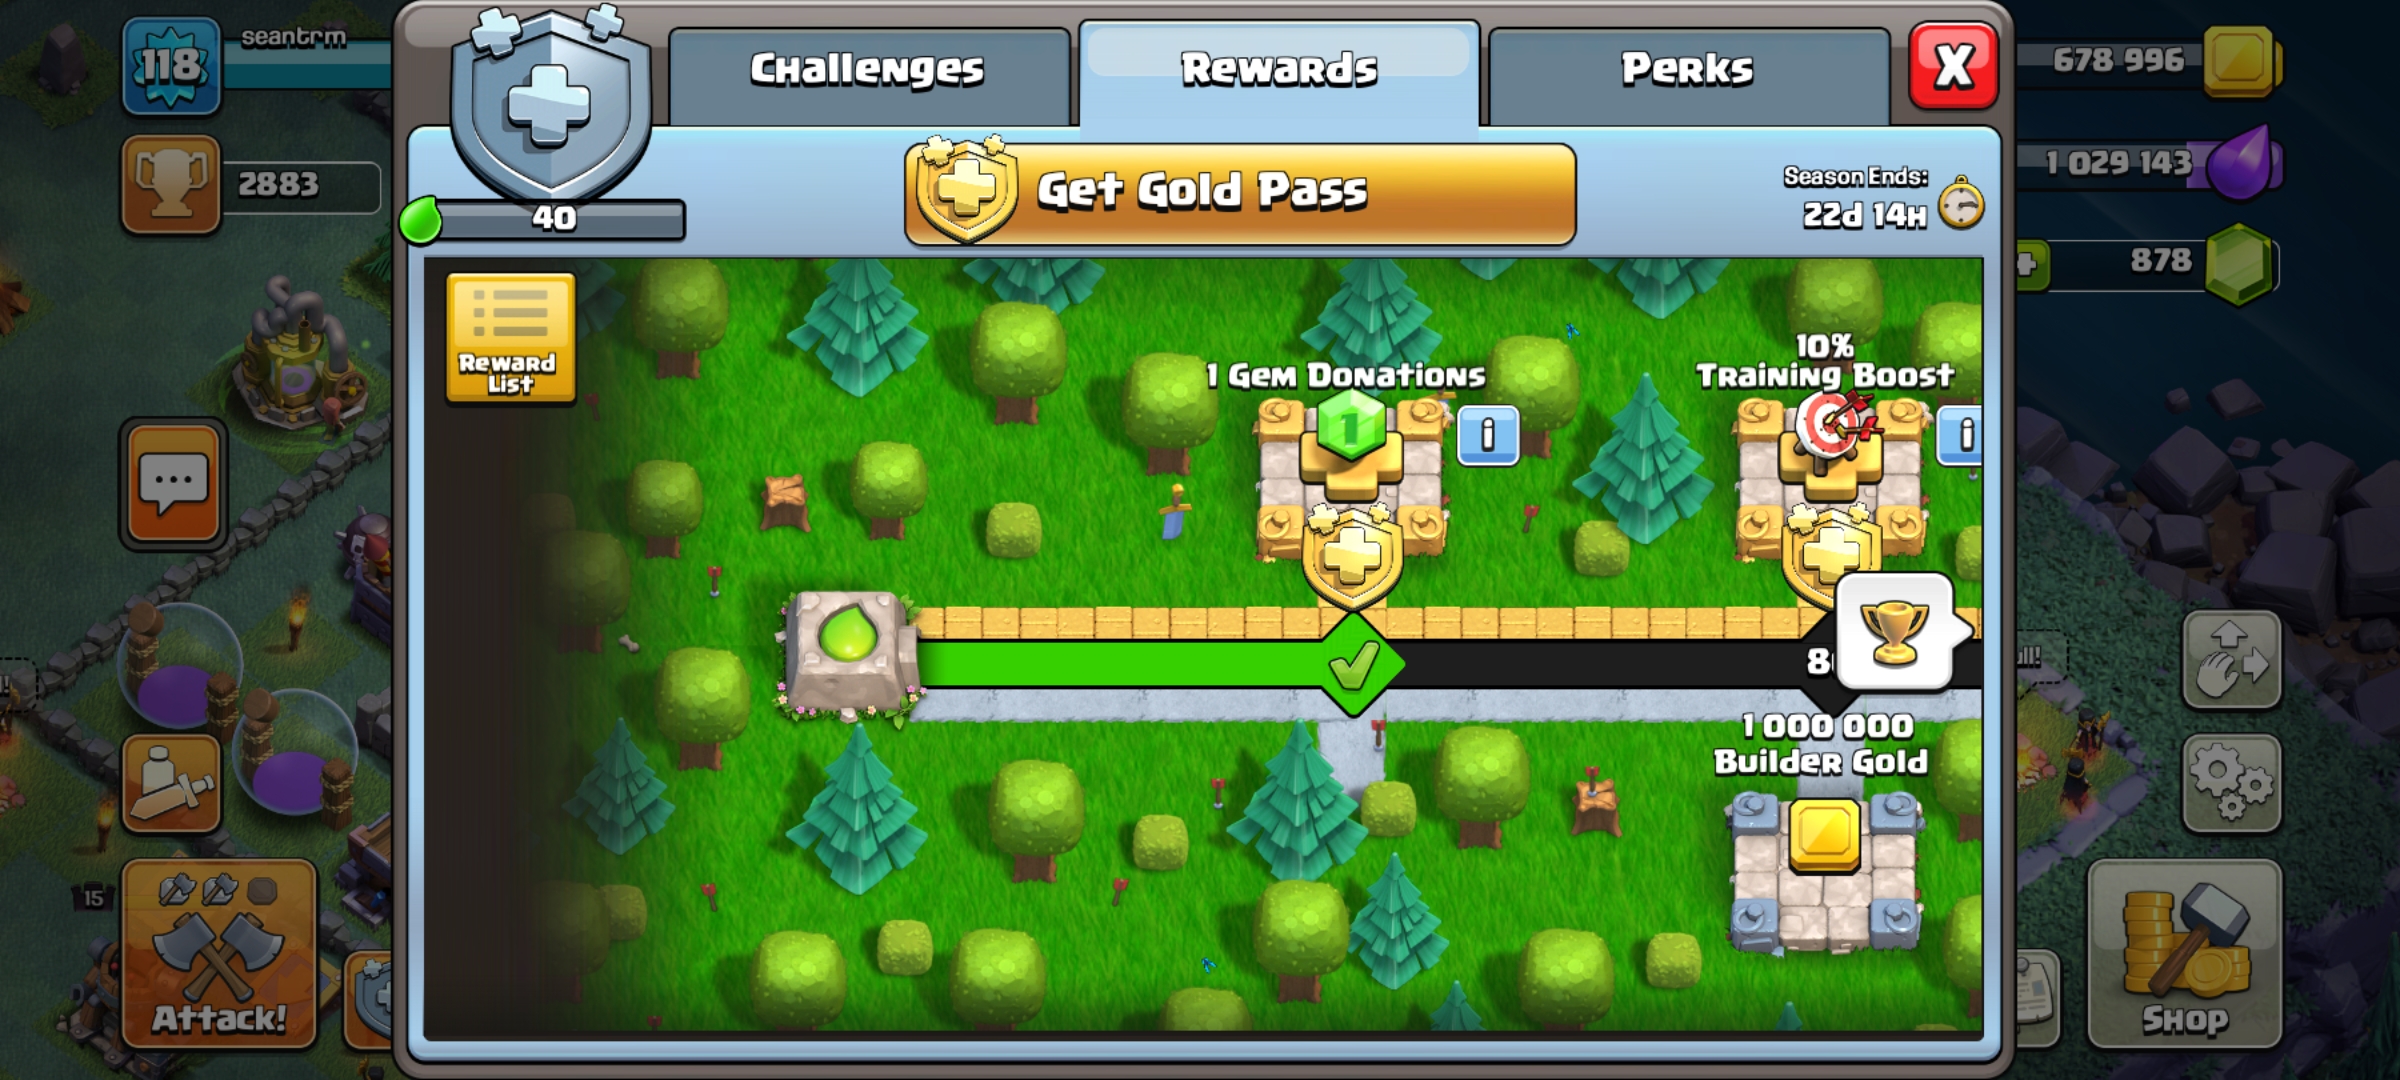 118
seantrm
Challenges
Rewards
Perks
X
678 996
2883
Get Gold Pass
Season Ends:
22d 14H
1 029 143
40
878
Reward
List
1 Gem Donations
i
10%
Training Boost
i
1
1 000 000
Builder Gold
15
Attack!
Shop